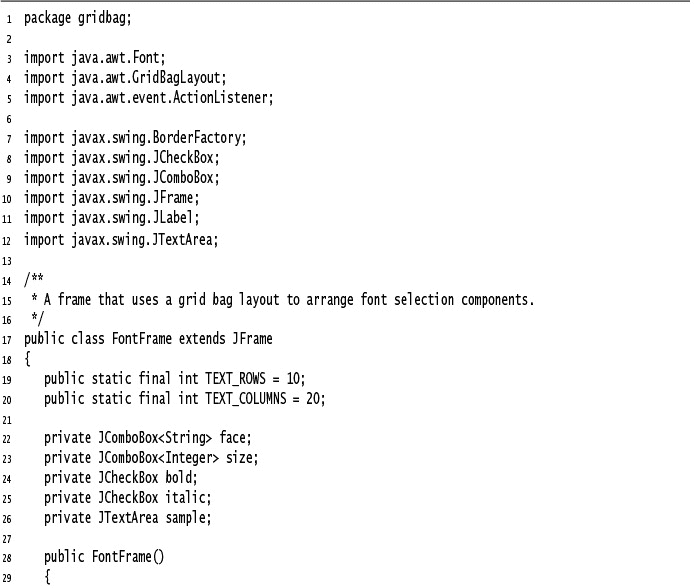 1 package gridbag;
2
3 import java.awt.Font;
4 import java.awt.GridBagLayout;
5 import java.awt.event.ActionListener;
6
7 import javax.swing.BorderFactory;
8 import javax.swing.JCheckBox;
9 import javax.swing.JComboBox;
10 import javax.swing.JFrame;
11 import javax.swing.JLabel;
12 import javax.swing.JTextArea;
13
14 /**
15  * A frame that uses a grid bag layout to arrange font selection components.
16  */
17 public class FontFrame extends JFrame
18 {
19    public static final int TEXT_ROWS = 10;
20    public static final int TEXT_COLUMNS = 20;
21
22    private JComboBox<String> face;
23    private JComboBox<Integer> size;
24    private JCheckBox bold;
25    private JCheckBox italic;
26    private JTextArea sample;
27
28    public FontFrame()
29    {